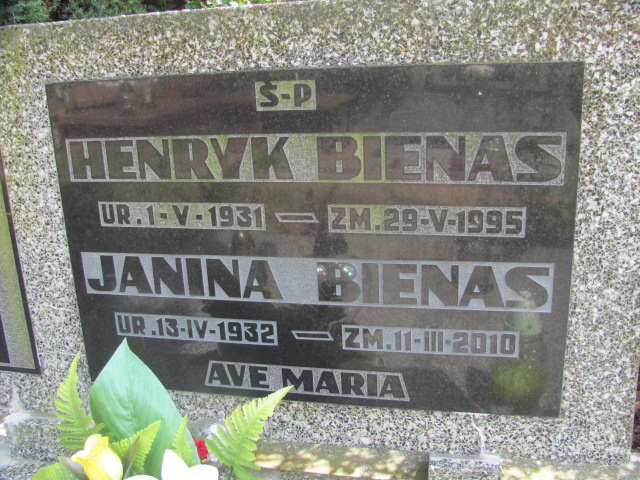 Ś-P
HENRYK BIENAS
UR.1-V-1931 — ZM.29-V-1995
JANINA BIENAS
UR.13-IV-1932 — ZM.11-III-2010
AVE MARIA